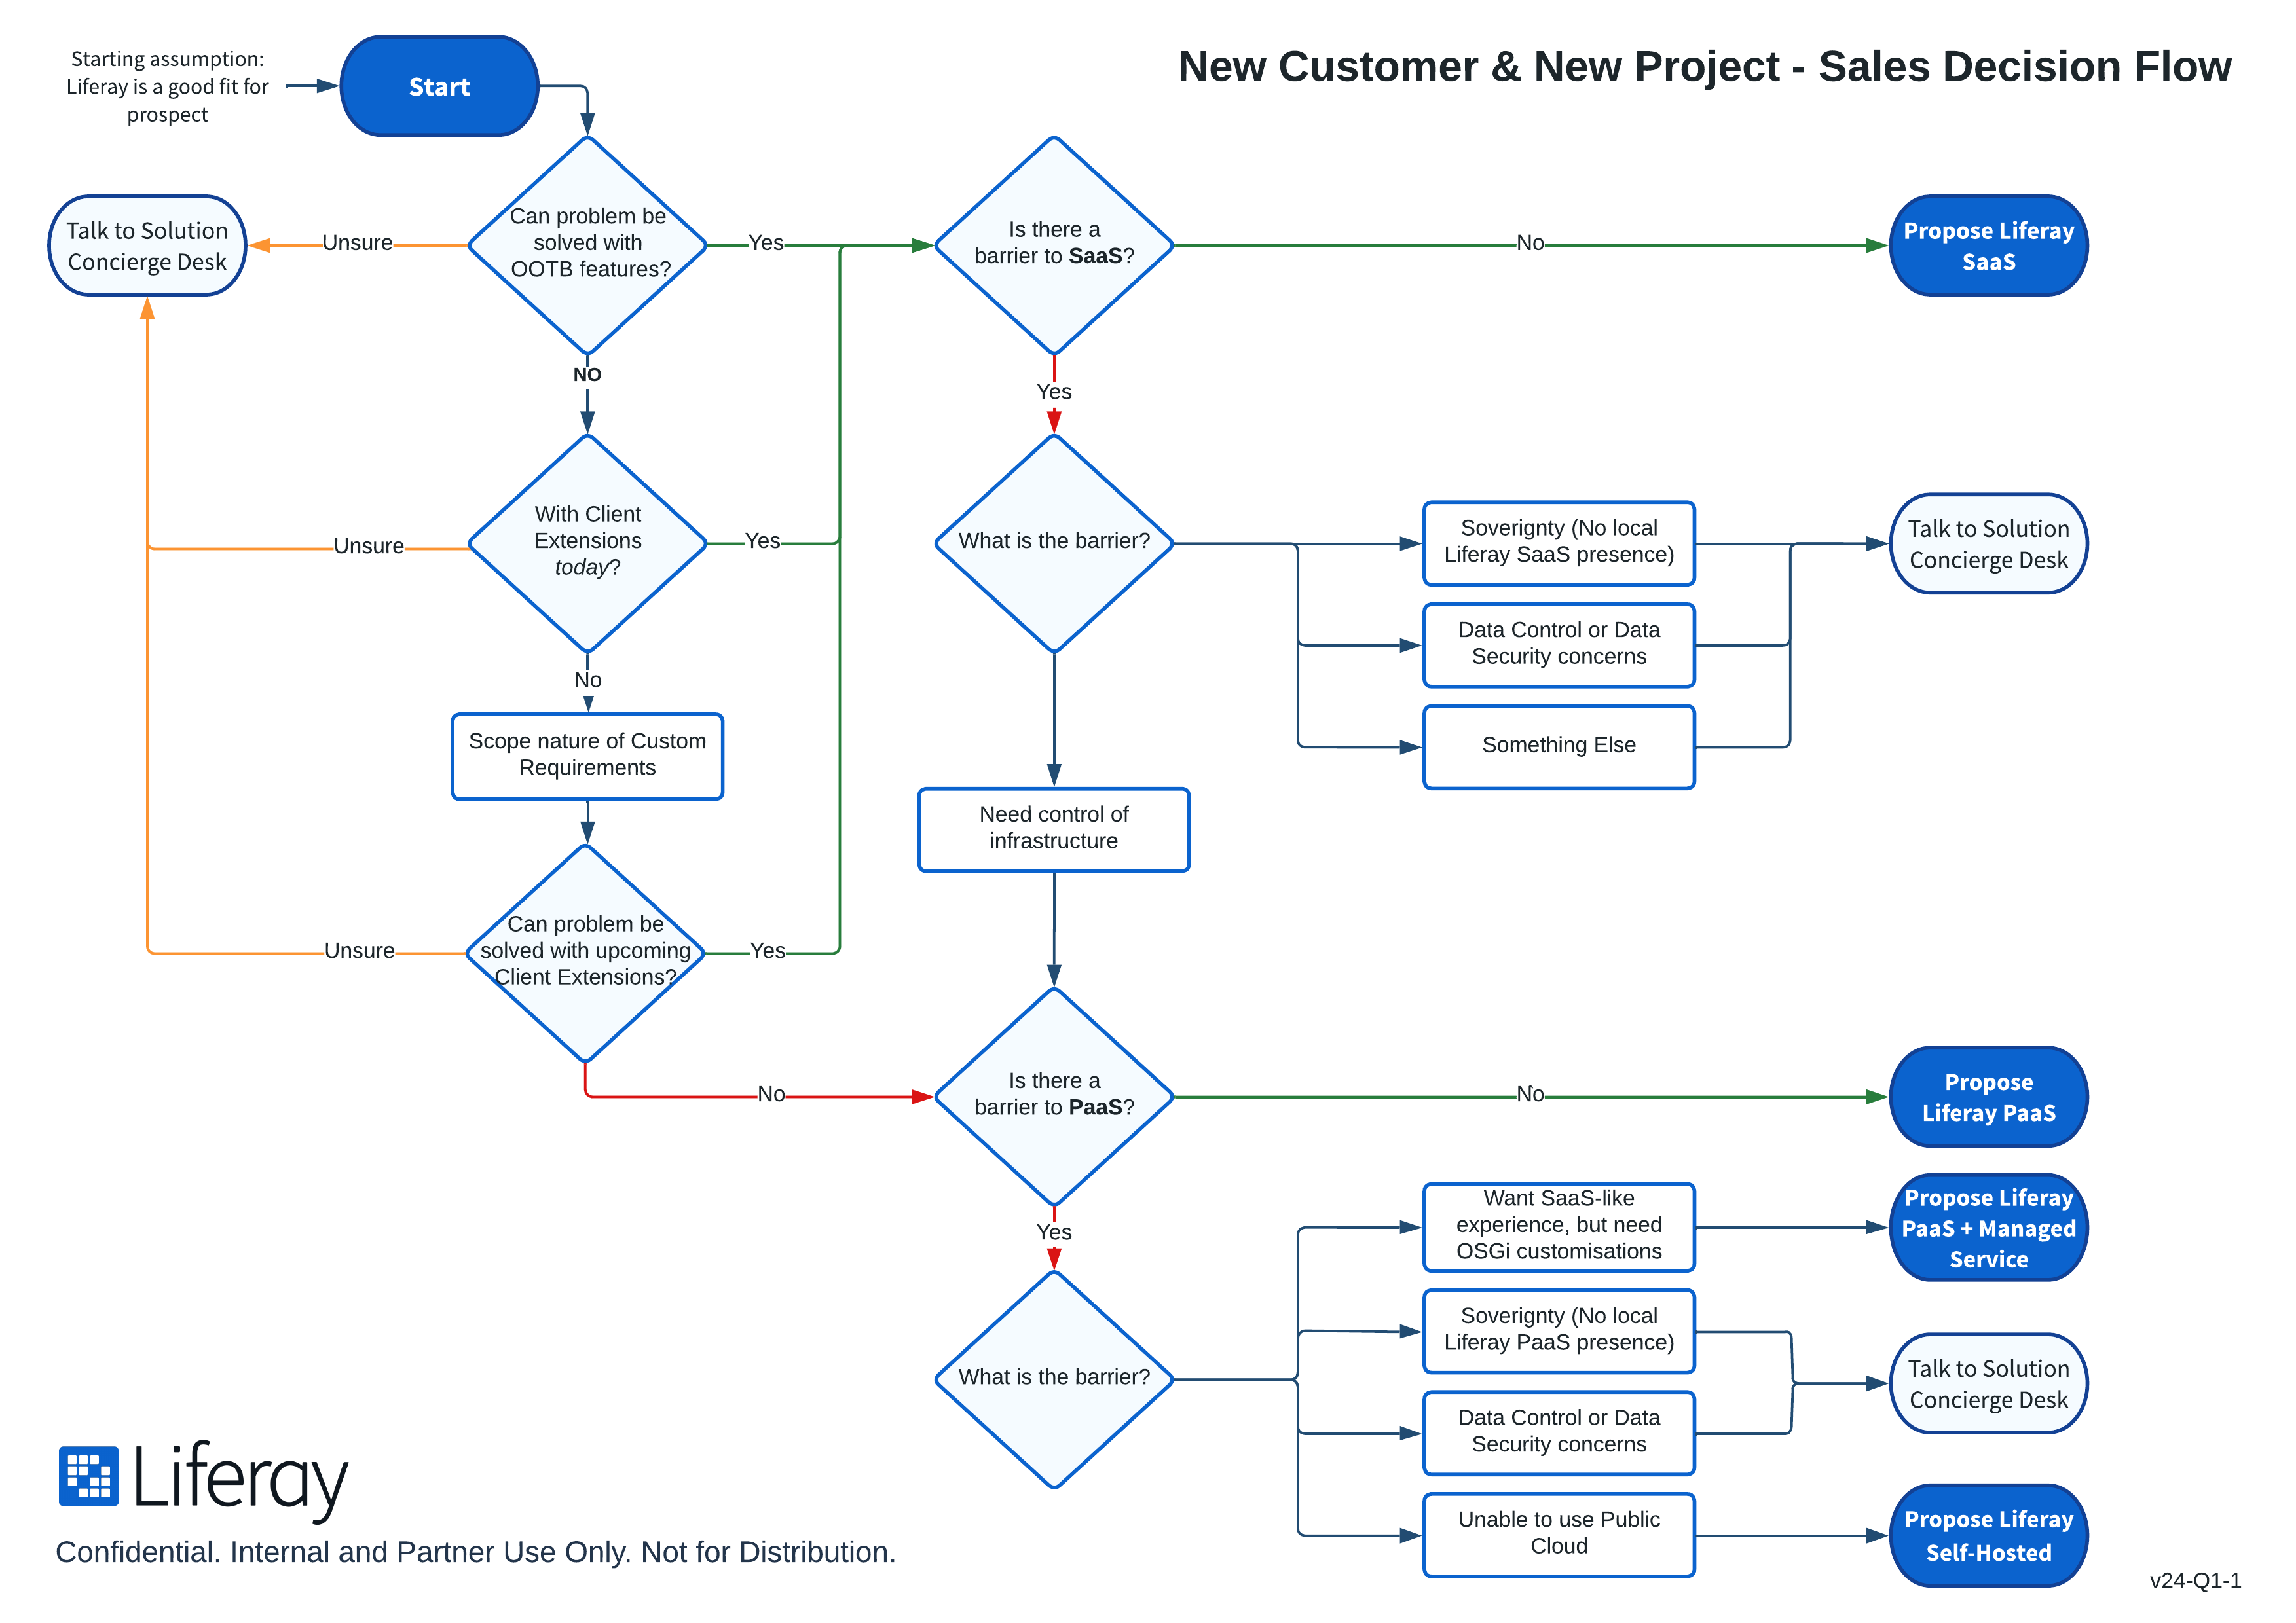 New Customer & New Project - Sales Decision Flow
Starting assumption:
Liferay is a good fit for
prospect
Start
Can problem be
solved with
OOTB features?
Unsure
Talk to Solution
Concierge Desk
Yes
Is there a
barrier to SaaS?
No
Propose Liferay
SaaS
NO
Yes
With Client
Extensions
today?
Unsure
Yes
What is the barrier?
Soverignty (No local
Liferay SaaS presence)
Talk to Solution
Concierge Desk
Data Control or Data
Security concerns
Something Else
No
Scope nature of Custom
Requirements
Need control of
infrastructure
Can problem be
solved with upcoming
Client Extensions?
Unsure
Yes
No
Is there a
barrier to PaaS?
No
Propose
Liferay PaaS
Yes
What is the barrier?
Want SaaS-like
experience, but need
OSGi customisations
Propose Liferay
PaaS + Managed
Service
Soverignty (No local
Liferay PaaS presence)
Data Control or Data
Security concerns
Talk to Solution
Concierge Desk
Unable to use Public
Cloud
Propose Liferay
Self-Hosted
Liferay
Confidential. Internal and Partner Use Only. Not for Distribution.
v24-Q1-1